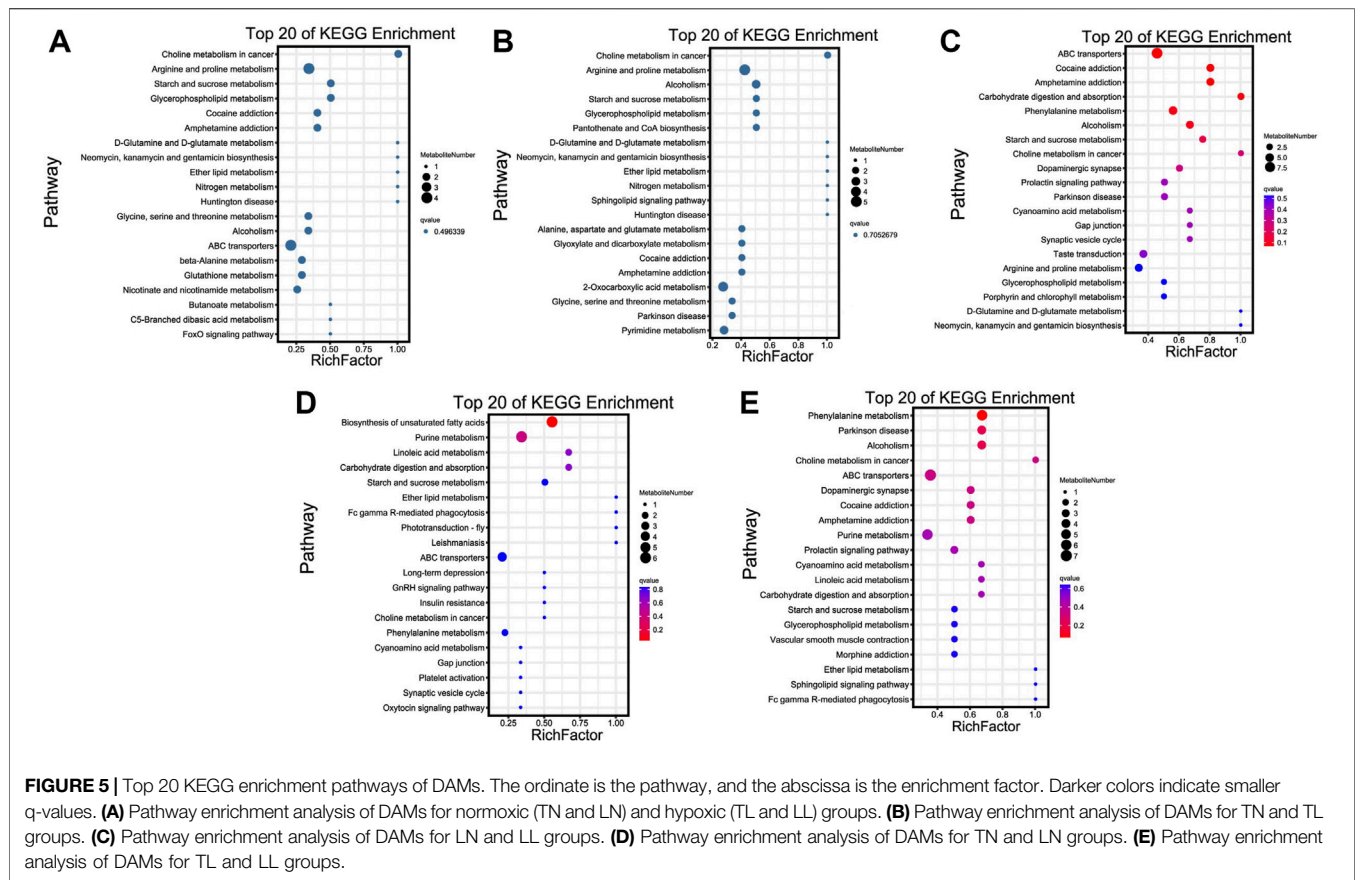 A
Top 20 of KEGG Enrichment
Pathway
Choline metabolism in cancer
Arginine and proline metabolism
Starch and sucrose metabolism
Glycerophospholipid metabolism
Cocaine addiction
Amphetamine addiction
D-Glutamine and D-glutamate metabolism
Neomycin, kanamycin and gentamicin biosynthesis
Ether lipid metabolism
Nitrogen metabolism
Huntington disease
Glycine, serine and threonine metabolism
Alcoholism
ABC transporters
beta-Alanine metabolism
Glutathione metabolism
Nicotinate and nicotinamide metabolism
Butanoate metabolism
C5-Branched dibasic acid metabolism
FoxO signaling pathway
0.25 0.50 0.75 1.00
RichFactor
MetaboliteNumber
1
2
3
4
qvalue
0.496339
B
Top 20 of KEGG Enrichment
Pathway
Choline metabolism in cancer
Arginine and proline metabolism
Alcoholism
Starch and sucrose metabolism
Glycerophospholipid metabolism
Pantothenate and CoA biosynthesis
D-Glutamine and D-glutamate metabolism
Neomycin, kanamycin and gentamicin biosynthesis
Ether lipid metabolism
Nitrogen metabolism
Sphingolipid signaling pathway
Huntington disease
Alanine, aspartate and glutamate metabolism
Glyoxylate and dicarboxylate metabolism
Cocaine addiction
Amphetamine addiction
2-Oxocarboxylic acid metabolism
Glycine, serine and threonine metabolism
Parkinson disease
Pyrimidine metabolism
0.2 0.4 0.6 0.8 1.0
RichFactor
MetaboliteNumber
1
2
3
4
5
qvalue
0.7052679
C
Top 20 of KEGG Enrichment
Pathway
ABC transporters
Cocaine addiction
Amphetamine addiction
Carbohydrate digestion and absorption
Phenylalanine metabolism
Alcoholism
Starch and sucrose metabolism
Choline metabolism in cancer
Dopaminergic synapse
Prolactin signaling pathway
Parkinson disease
Cyanoamino acid metabolism
Gap junction
Synaptic vesicle cycle
Taste transduction
Arginine and proline metabolism
Glycerophospholipid metabolism
Porphyrin and chlorophyll metabolism
D-Glutamine and D-glutamate metabolism
Neomycin, kanamycin and gentamicin biosynthesis
0.4 0.6 0.8 1.0
RichFactor
MetaboliteNumber
2.5
5.0
7.5
qvalue
0.5
0.4
0.3
0.2
0.1
D
Top 20 of KEGG Enrichment
Pathway
Biosynthesis of unsaturated fatty acids
Purine metabolism
Linoleic acid metabolism
Carbohydrate digestion and absorption
Starch and sucrose metabolism
Ether lipid metabolism
Fc gamma R-mediated phagocytosis
Phototransduction - fly
Leishmaniasis
ABC transporters
Long-term depression
GnRH signaling pathway
Insulin resistance
Choline metabolism in cancer
Phenylalanine metabolism
Cyanoamino acid metabolism
Gap junction
Platelet activation
Synaptic vesicle cycle
Oxytocin signaling pathway
0.25 0.50 0.75 1.00
RichFactor
MetaboliteNumber
1
2
3
4
5
6
qvalue
0.8
0.6
0.4
0.2
E
Top 20 of KEGG Enrichment
Pathway
Phenylalanine metabolism
Parkinson disease
Alcoholism
Choline metabolism in cancer
ABC transporters
Dopaminergic synapse
Cocaine addiction
Amphetamine addiction
Purine metabolism
Prolactin signaling pathway
Cyanoamino acid metabolism
Linoleic acid metabolism
Carbohydrate digestion and absorption
Starch and sucrose metabolism
Glycerophospholipid metabolism
Vascular smooth muscle contraction
Morphine addiction
Ether lipid metabolism
Sphingolipid signaling pathway
Fc gamma R-mediated phagocytosis
0.4 0.6 0.8 1.0
RichFactor
MetaboliteNumber
1
2
3
4
5
6
7
qvalue
0.6
0.4
0.2
FIGURE 5 | Top 20 KEGG enrichment pathways of DAMs. The ordinate is the pathway, and the abscissa is the enrichment factor. Darker colors indicate smaller
q-values. (A) Pathway enrichment analysis of DAMs for normoxic (TN and LN) and hypoxic (TL and LL) groups. (B) Pathway enrichment analysis of DAMs for TN and TL
groups. (C) Pathway enrichment analysis of DAMs for LN and LL groups. (D) Pathway enrichment analysis of DAMs for TN and LN groups. (E) Pathway enrichment
analysis of DAMs for TL and LL groups.